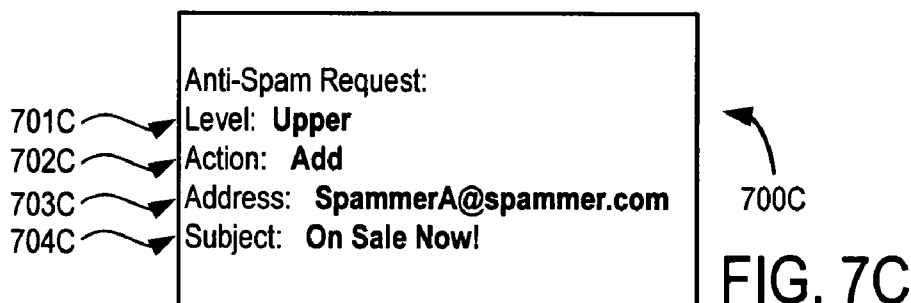 Anti-Spam Request:
701C Level: Upper
702C Action: Add
703C Address: SpammerA@spammer.com 700C
704C Subject: On Sale Now!
FIG. 7C